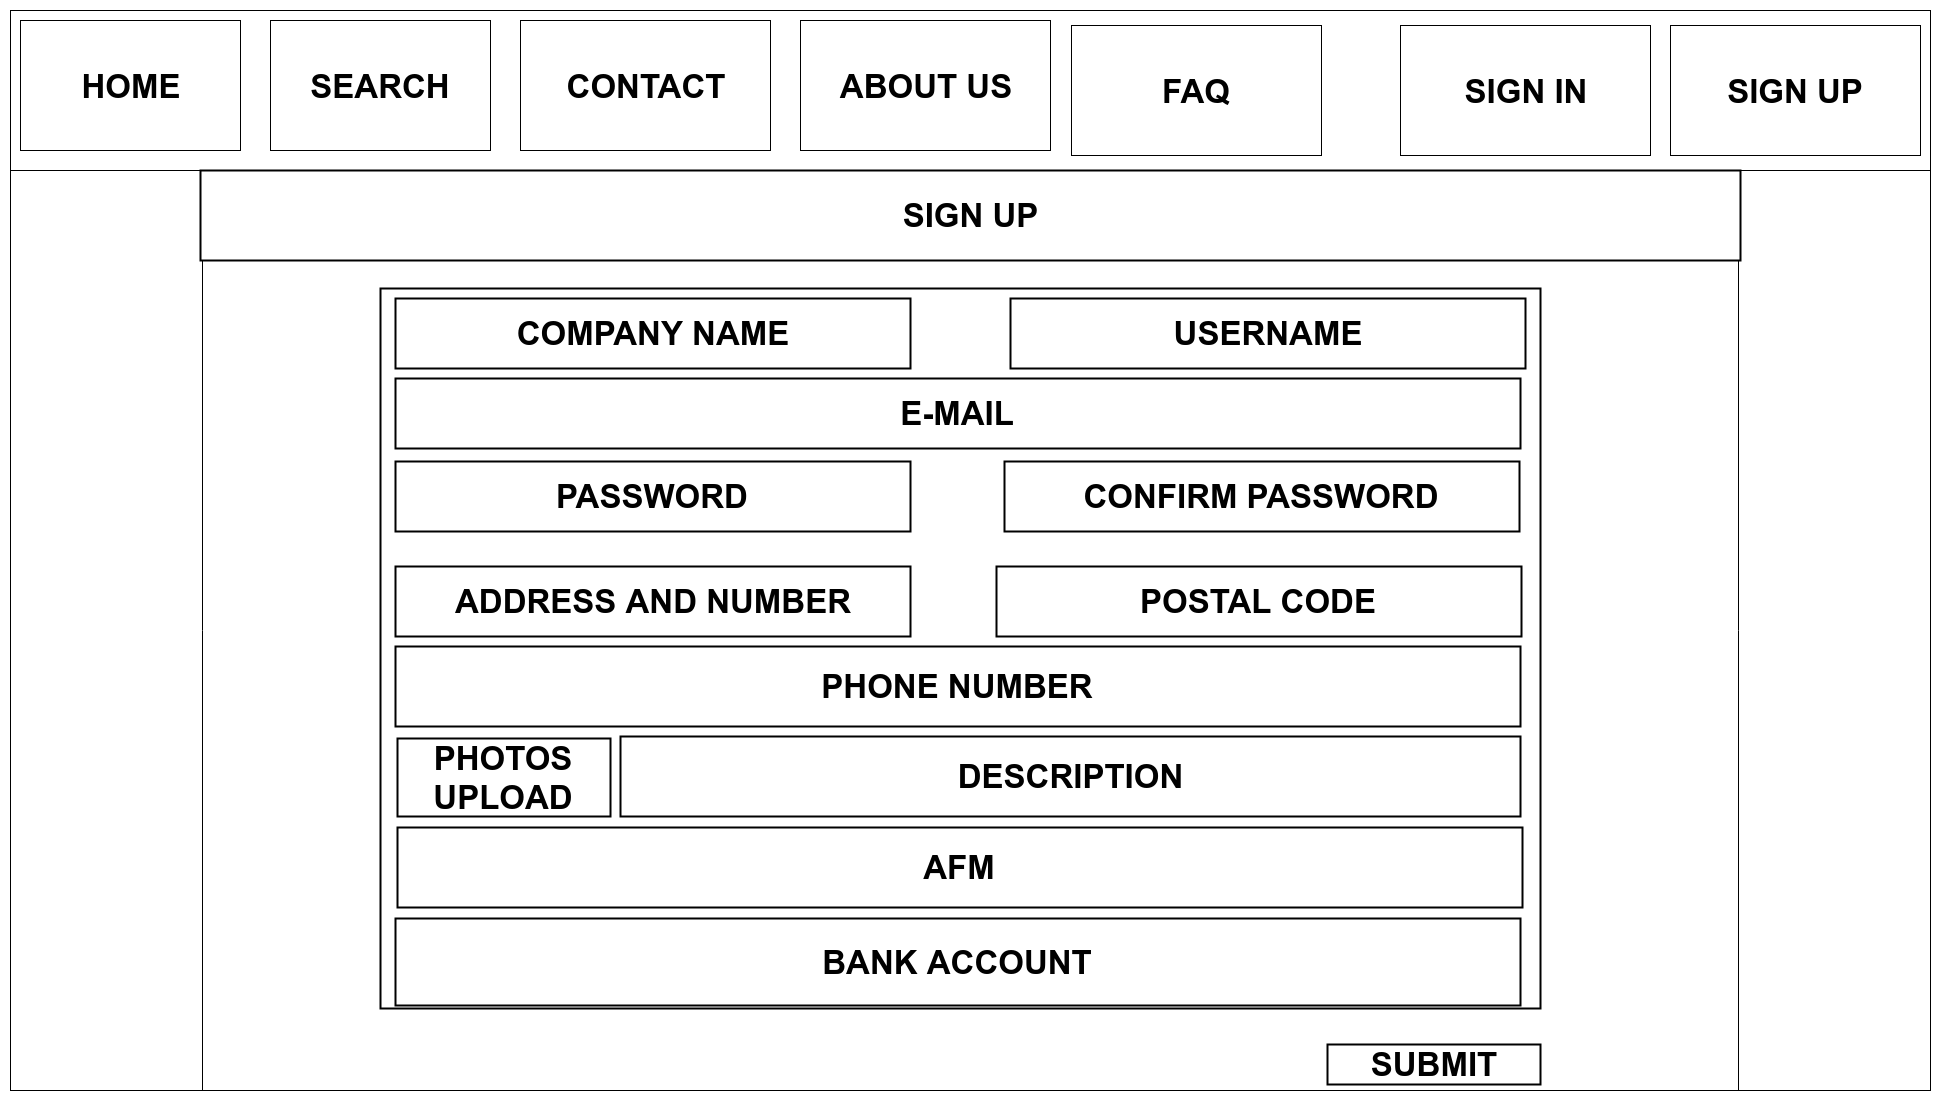 HOME
SEARCH
CONTACT
ABOUT US
FAQ
SIGN IN
SIGN UP
SIGN UP
COMPANY NAME
USERNAME
E-MAIL
PASSWORD
CONFIRM PASSWORD
ADDRESS AND NUMBER
POSTAL CODE
PHONE NUMBER
PHOTOS
UPLOAD
DESCRIPTION
AFM
BANK ACCOUNT
SUBMIT